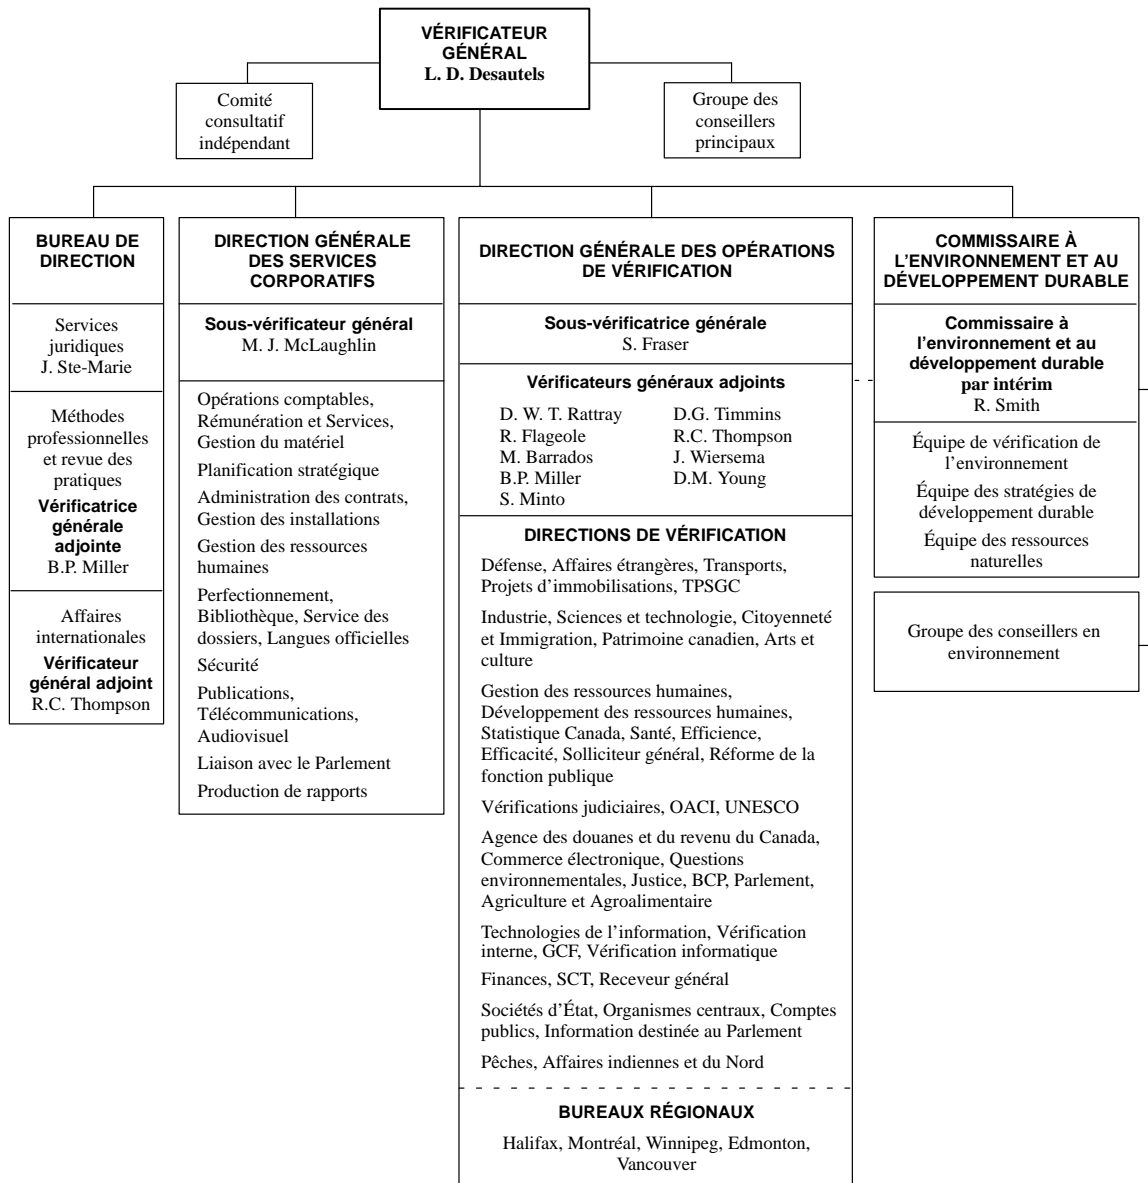 VÉRIFICATEUR
GÉNÉRAL
L. D. Desautels
Comité
consultatif
indépendant
Groupe des
conseillers
principaux
BUREAU DE
DIRECTION
Services
juridiques
J. Ste-Marie
Méthodes
professionnelles
et revue des
pratiques
Vérificatrice
générale
adjointe
B.P. Miller
Affaires
internationales
Vérificateur
général adjoint
R.C. Thompson
DIRECTION GÉNÉRALE
DES SERVICES
CORPORATIFS
Sous-vérificateur général
M. J. McLaughlin
Opérations comptables,
Rémunération et Services,
Gestion du matériel
Planification stratégique
Administration des contrats,
Gestion des installations
Gestion des ressources
humaines
Perfectionnement,
Bibliothèque, Service des
dossiers, Langues officielles
Sécurité
Publications,
Télécommunications,
Audiovisuel
Liaison avec le Parlement
Production de rapports
DIRECTION GÉNÉRALE DES OPÉRATIONS
DE VÉRIFICATION
Sous-vérificatrice générale
S. Fraser
Vérificateurs généraux adjoints
D. W. T. Rattray
R. Flageole
M. Barrados
B.P. Miller
S. Minto
D.G. Timmins
R.C. Thompson
J. Wiersema
D.M. Young
DIRECTIONS DE VÉRIFICATION
Défense, Affaires étrangères, Transports,
Projets d’immobilisations, TPSGC
Industrie, Sciences et technologie, Citoyenneté
et Immigration, Patrimoine canadien, Arts et
culture
Gestion des ressources humaines,
Développement des ressources humaines,
Statistique Canada, Santé, Efficience,
Efficacité, Solliciteur général, Réforme de la
fonction publique
Vérifications judiciaires, OACI, UNESCO
Agence des douanes et du revenu du Canada,
Commerce électronique, Questions
environnementales, Justice, BCP, Parlement,
Agriculture et Agroalimentaire
Technologies de l’information, Vérification
interne, GCF, Vérification informatique
Finances, SCT, Receveur général
Sociétés d’État, Organismes centraux, Comptes
publics, Information destinée au Parlement
Pêches, Affaires indiennes et du Nord
BUREAUX RÉGIONAUX
Halifax, Montréal, Winnipeg, Edmonton,
Vancouver
COMMISSAIRE À
L’ENVIRONNEMENT ET AU
DÉVELOPPEMENT DURABLE
Commissaire à
l’environnement et au
développement durable
par intérim
R. Smith
Équipe de vérification de
l’environnement
Équipe des stratégies de
développement durable
Équipe des ressources
naturelles
Groupe des conseillers en
environnement